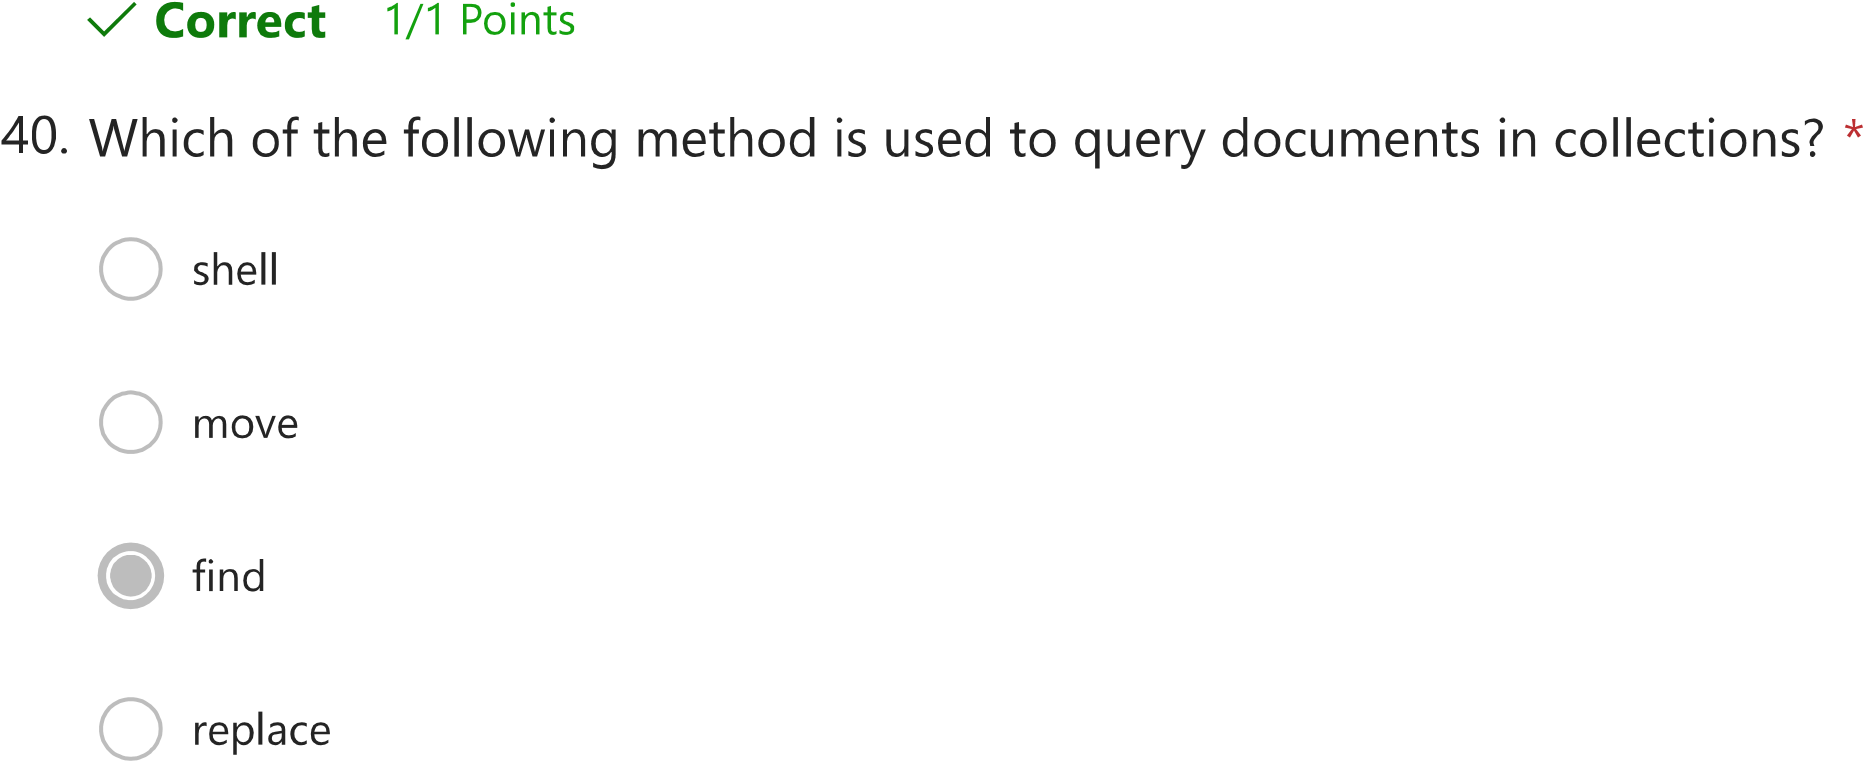 Correct 1/1 Points
40. Which of the following method is used to query documents in collections? *
shell
move
find
replace